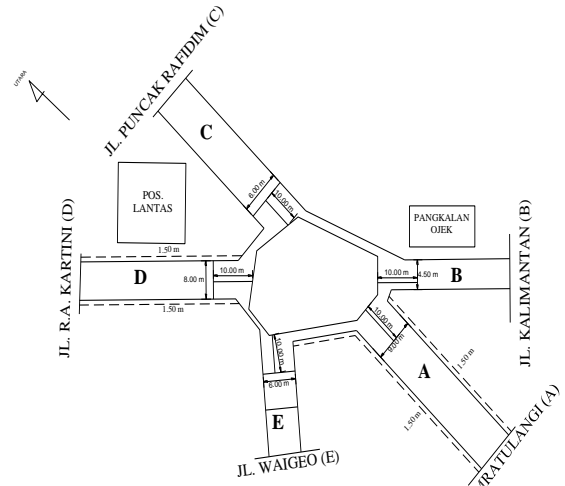 UTARA
JL. PUNCAK RAFIDIM (C)
C
6.00 m
10.00 m
POS.
LANTAS
PANGKALAN
OJEK
JL. R.A. KARTINI (D)
1.50 m
D
8.00 m
10.00 m
1.50 m
10.00 m
4.50 m
B
JL. KALIMANTAN (B)
10.00 m
9.00 m
A
1.50 m
1.50 m
RATULANGI (A)
10.00 m
6.00 m
E
JL. WAIGEO (E)